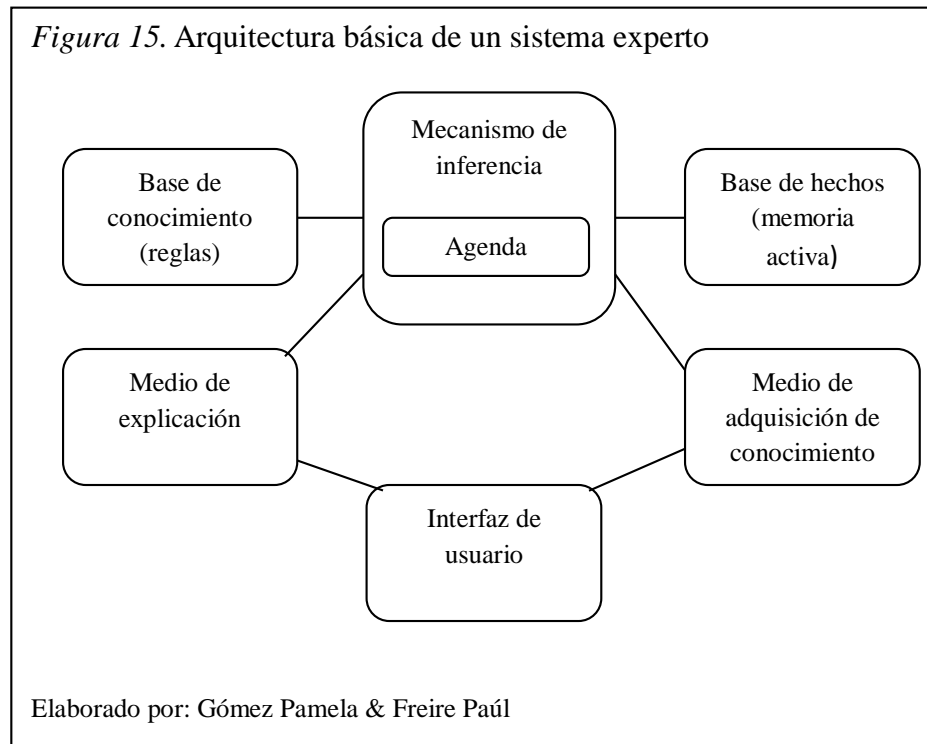 Figura 15. Arquitectura básica de un sistema experto
Mecanismo de
inferencia
Agenda
Base de
conocimiento
(reglas)
Base de hechos
(memoria
activa)
Medio de
explicación
Medio de
adquisición de
conocimiento
Interfaz de
usuario
Elaborado por: Gómez Pamela & Freire Paúl